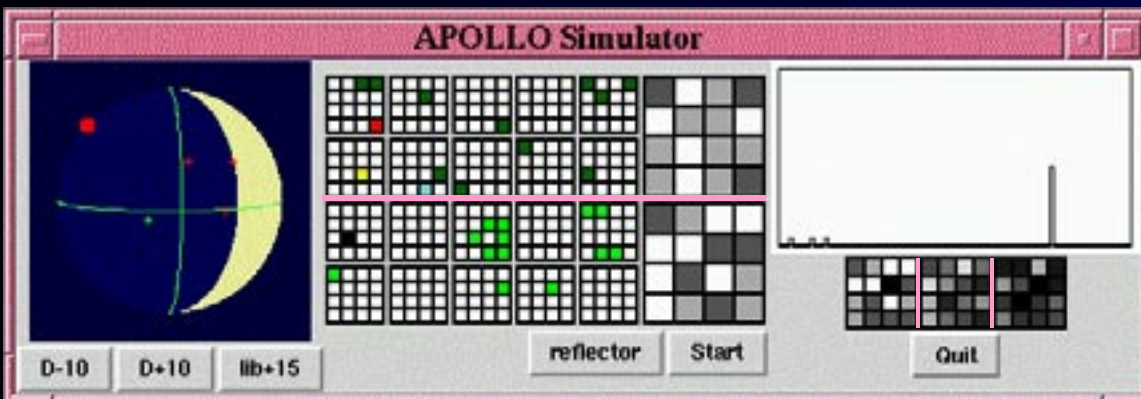 APOLLO Simulator
reflector
Start
D-10
D+10
lib+15
Quit